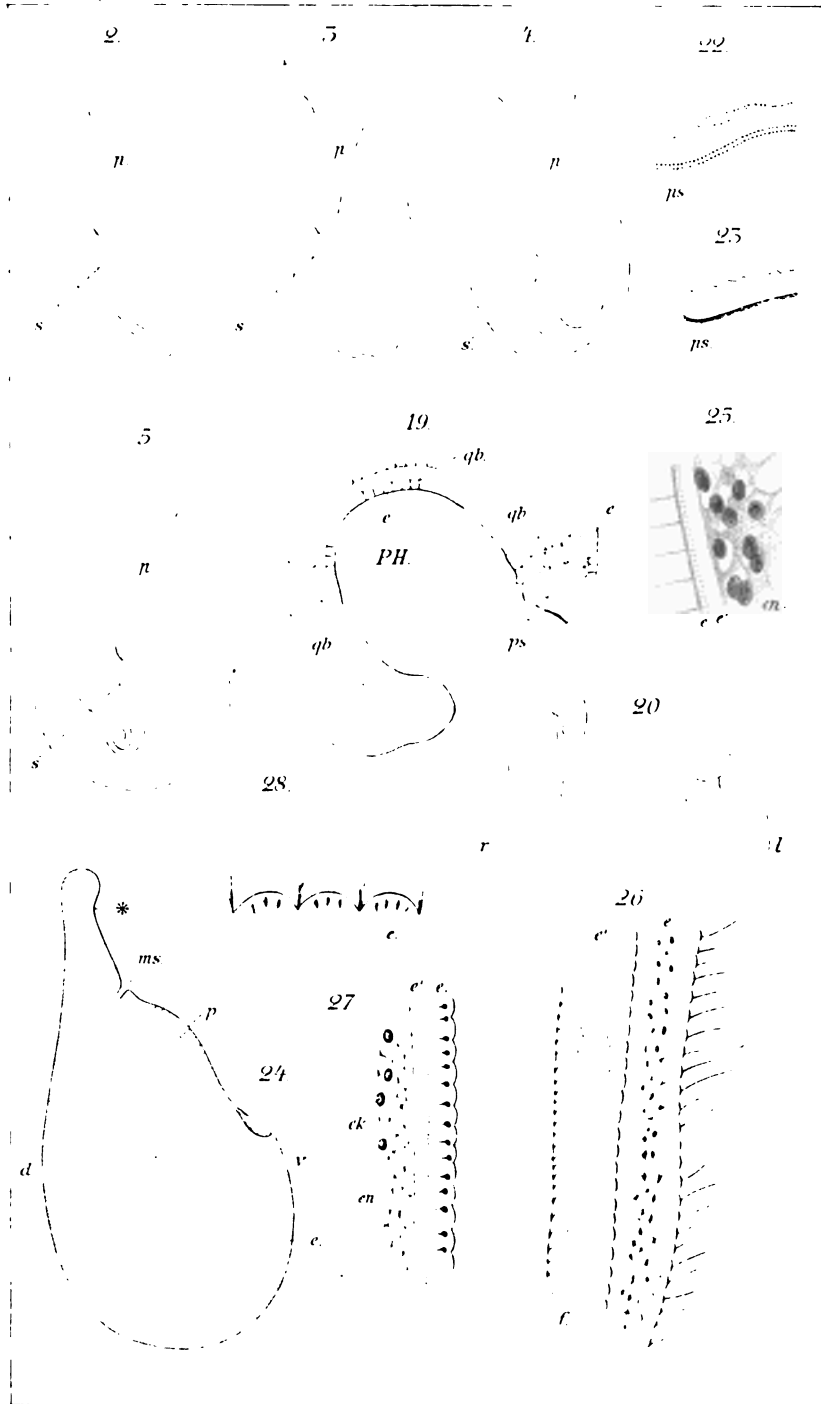 2.
3
4.
22.
p.
p
p
ps
23
s
s
s.
ps.
5
19.
25.
qb.
e
qb
e
PH.
n
en.
e e'
qb
ps
20
s
28.
r
l
*
26
e.
e'
e
ms
27
e'
e.
p
24
ek
d
v
en
e.
f.